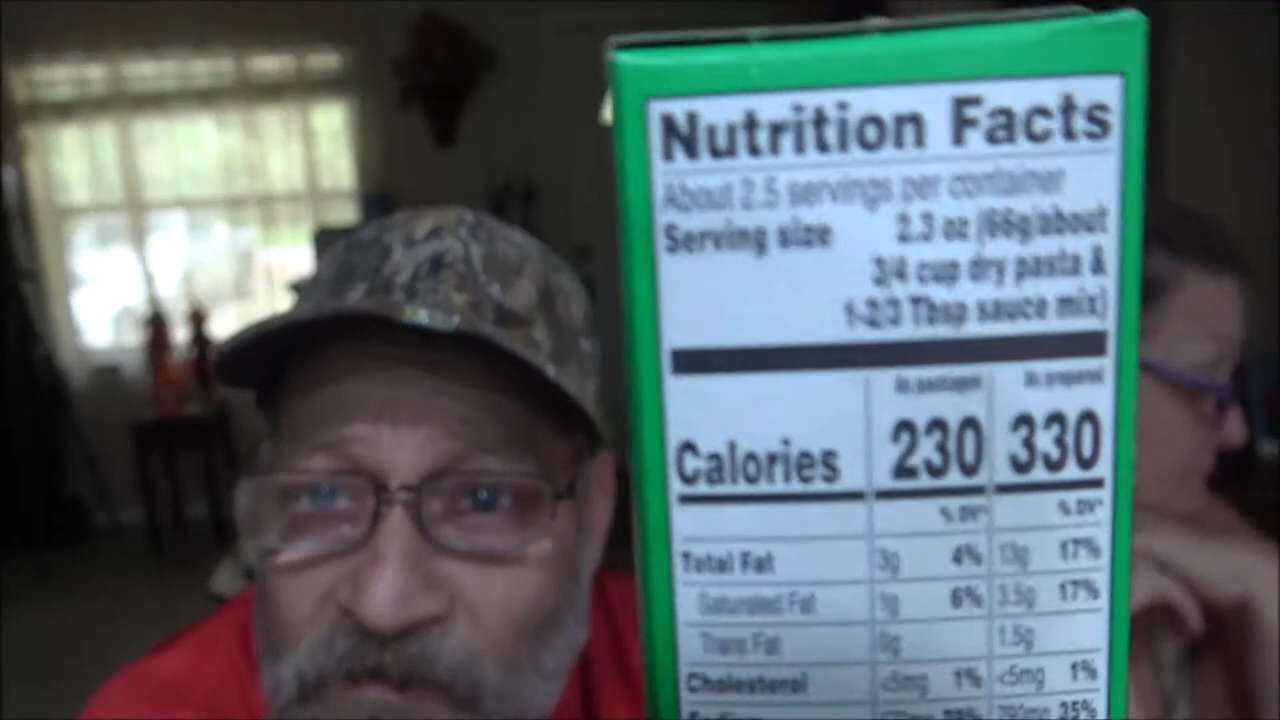 Nutrition Facts
About 2.5 servings per container
Serving size 2.3 oz (66g/about
3/4 cup dry pasta &
1-2/3 Tbsp sauce mix)
As packaged As prepared
Calories 230 330
% DV* % DV*
Total Fat 3g 4% 13g 17%
Saturated Fat 1g 6% 3.5g 17%
Trans Fat 0g 1.5g
Cholesterol <5mg 1% <5mg 1%
Sodium 35%